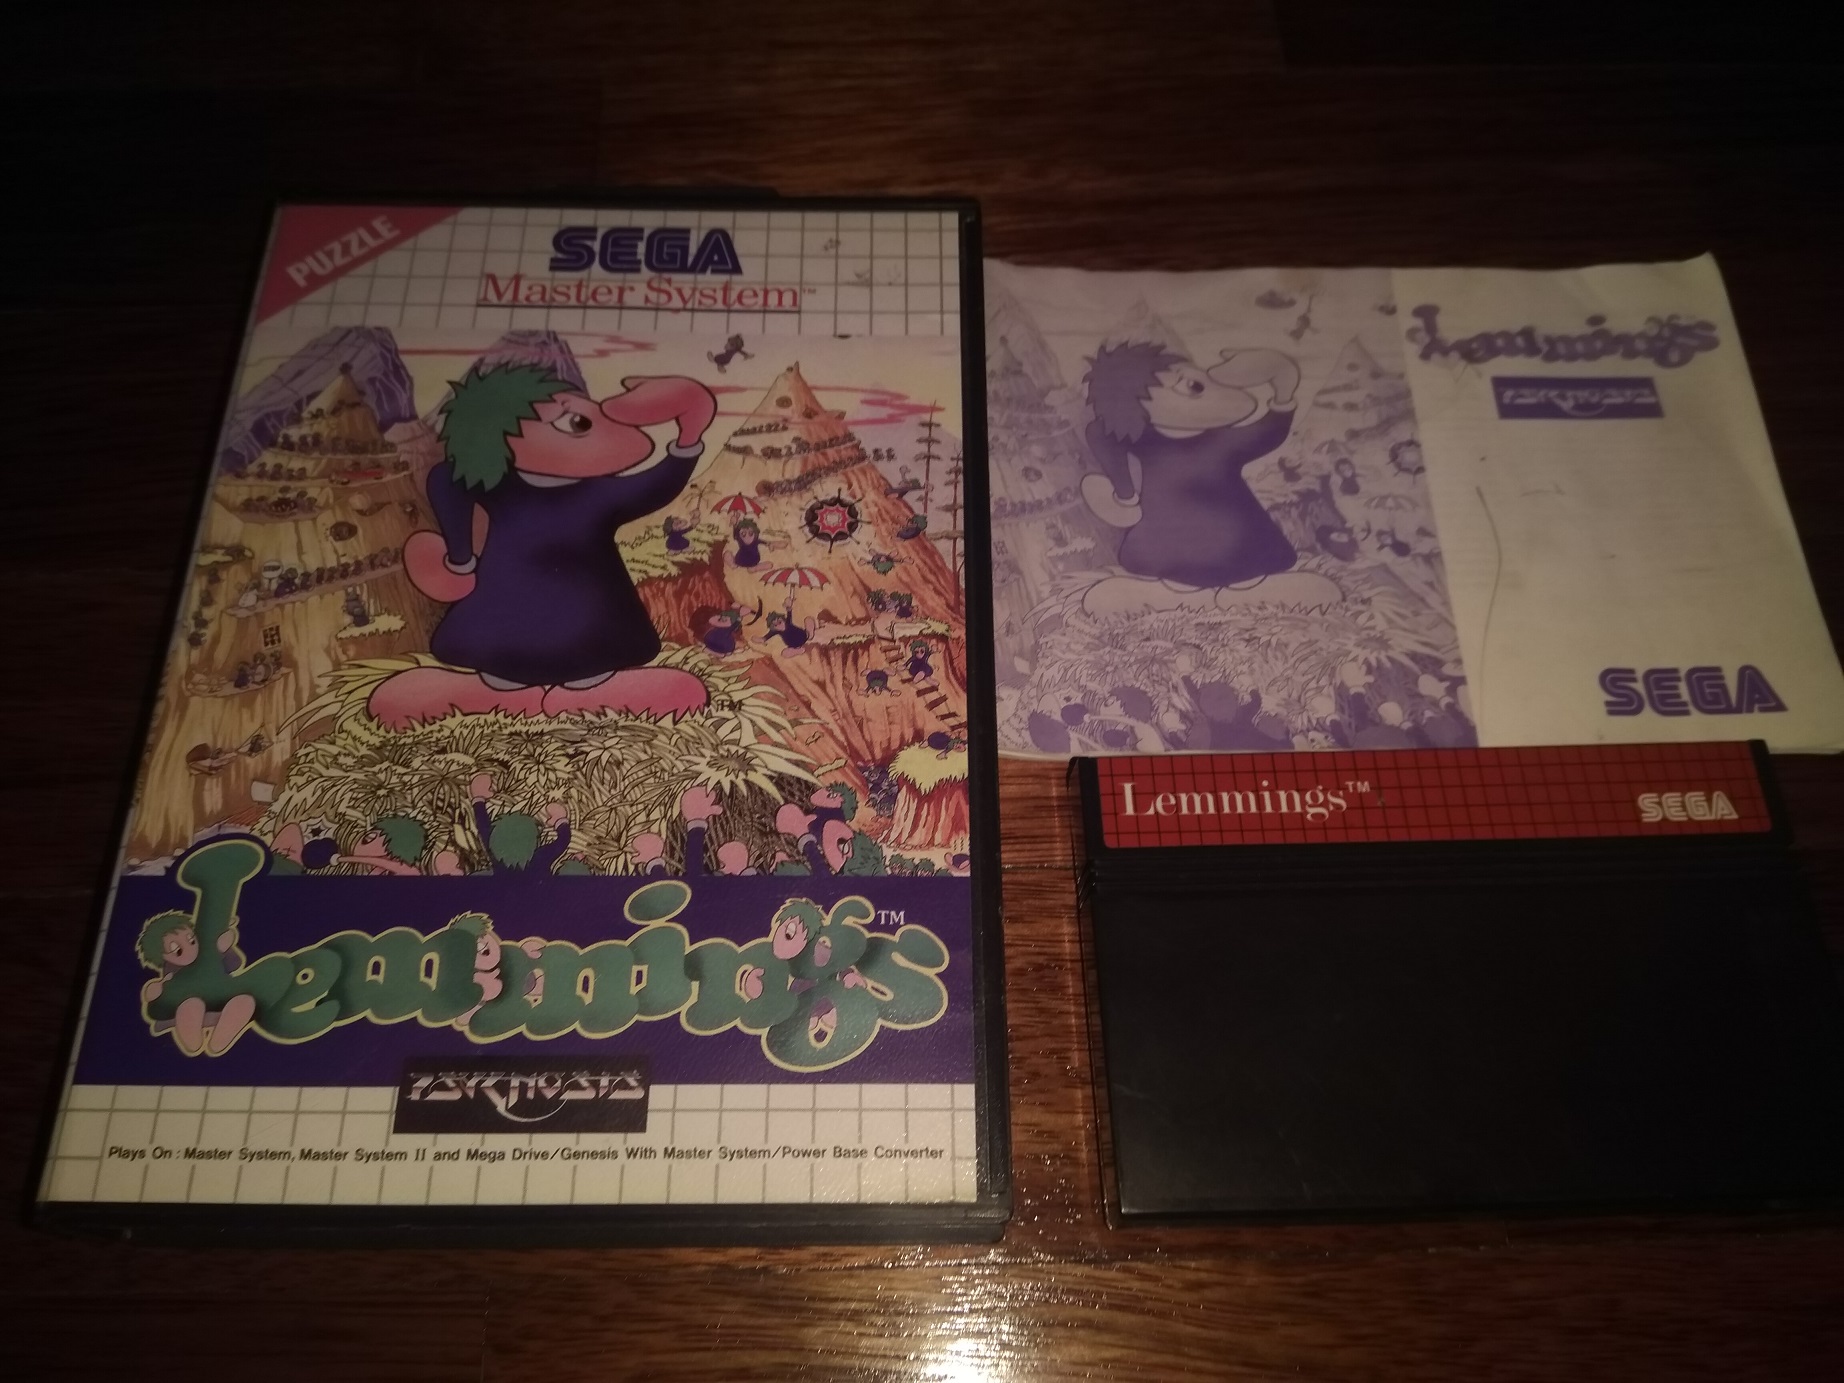 PUZZLE
SEGA
Master System™
TM
Lemmings™
PSYGNOSIS
Plays On : Master System, Master System II and Mega Drive/Genesis With Master System/Power Base Converter
Lemmings
PSYGNOSIS
SEGA
Lemmings™
SEGA